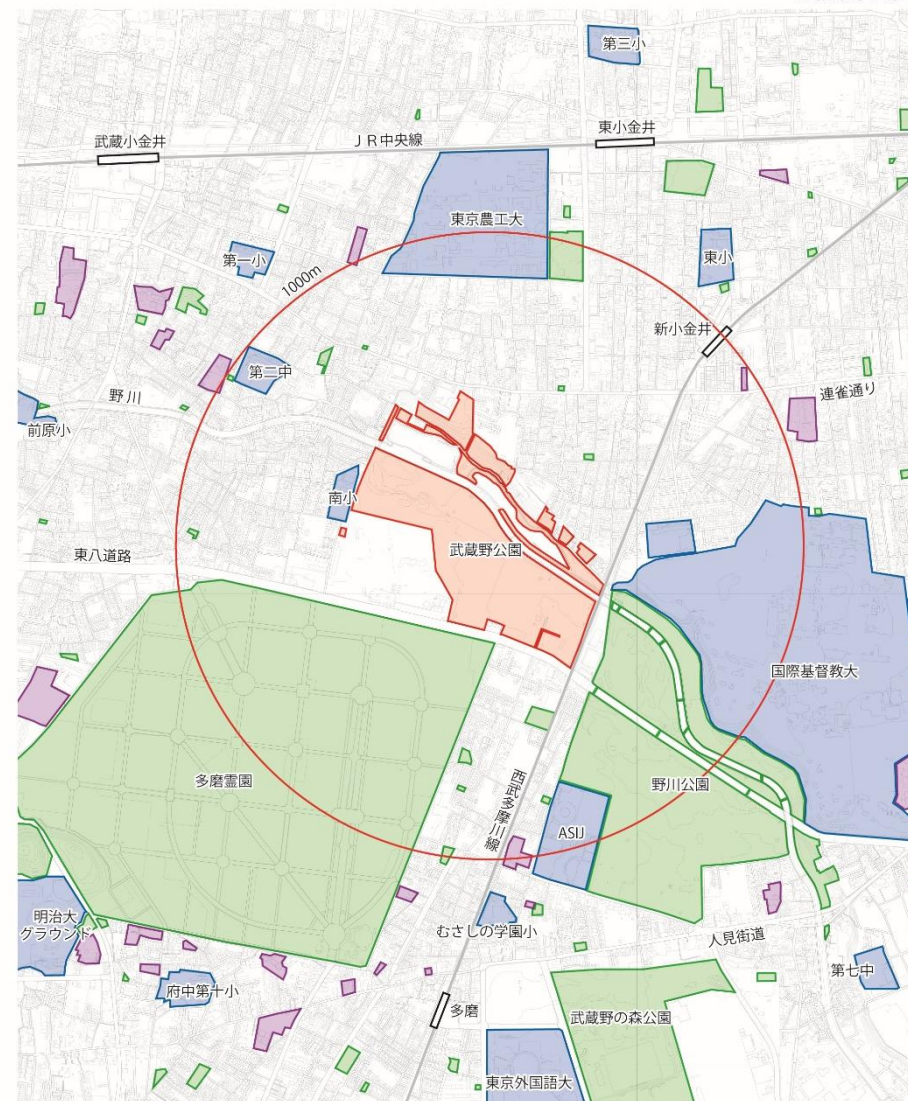 第三小
武蔵小金井
JR中央線
東小金井
東京農工大
第一小
東小
1000m
新小金井
第二中
野川
連雀通り
前原小
南小
武蔵野公園
東八道路
国際基督教大
多磨霊園
野川公園
西武多摩川線
ASIJ
明治大
グラウンド
むさしの学園小
人見街道
第七中
府中第十小
多磨
武蔵野の森公園
東京外国語大